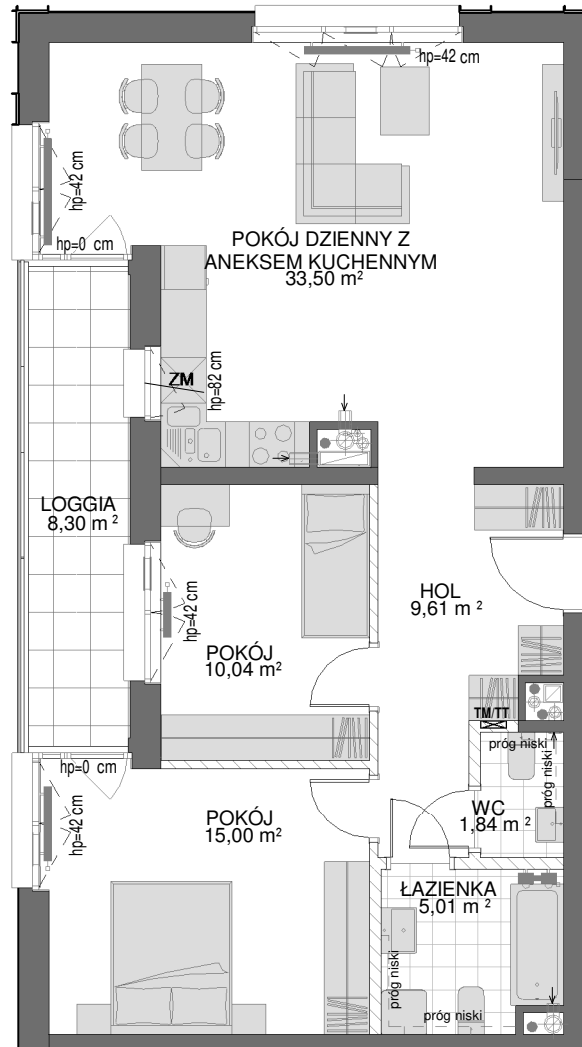 hp=42 cm
hp=42 cm
hp=0 cm
POKÓJ DZIENNY Z
ANEKSEM KUCHENNYM
33,50 m²
ZM
hp=82 cm
LOGGIA
8,30 m ²
hp=42 cm
HOL
9,61 m ²
POKÓJ
10,04 m²
TM/TT
próg niski
próg niski
hp=0 cm
hp=42 cm
POKÓJ
15,00 m²
WC
1,84 m ²
ŁAZIENKA
5,01 m ²
próg niski
próg niski